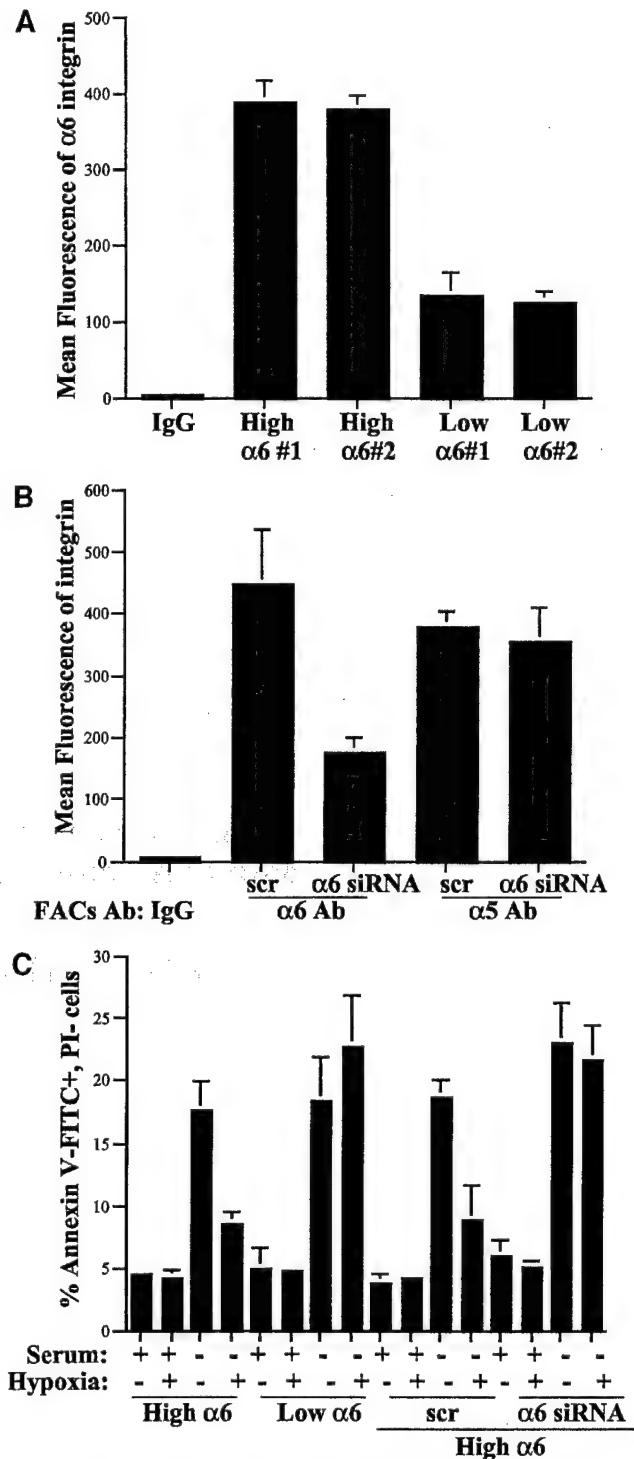 A
Mean Fluorescence of α6 integrin
500
400
300
200
100
0
IgG
High
α6 #1
High
α6#2
Low
α6#1
Low
α6#2
B
Mean Fluorescence of integrin
600
500
400
300
200
100
0
scr α6 siRNA scr α6 siRNA
FACs Ab: IgG α6 Ab α5 Ab
C
% Annexin V-FITC+, PI- cells
30
25
20
15
10
5
0
Serum: + + - - + + - - + + - - + + - -
Hypoxia: - + - + - + - + - + - + - + - +
High α6 Low α6 scr α6 siRNA
High α6